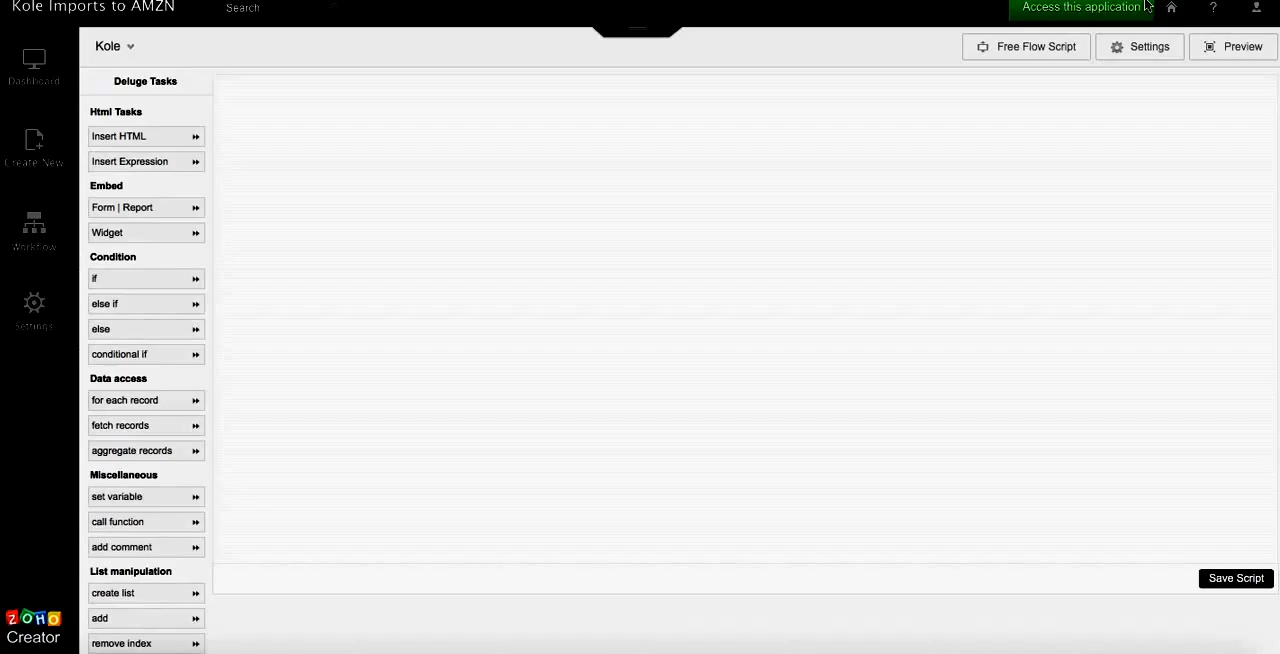 Kole Imports to AMZN
Search
Access this application
?
Kole
Free Flow Script
Settings
Preview
Dashboard
Create New
Workflow
Settings
ZOHO
Creator
Deluge Tasks
Html Tasks
Insert HTML
Insert Expression
Embed
Form | Report
Widget
Condition
if
else if
else
conditional if
Data access
for each record
fetch records
aggregate records
Miscellaneous
set variable
call function
add comment
List manipulation
create list
add
remove index
Save Script